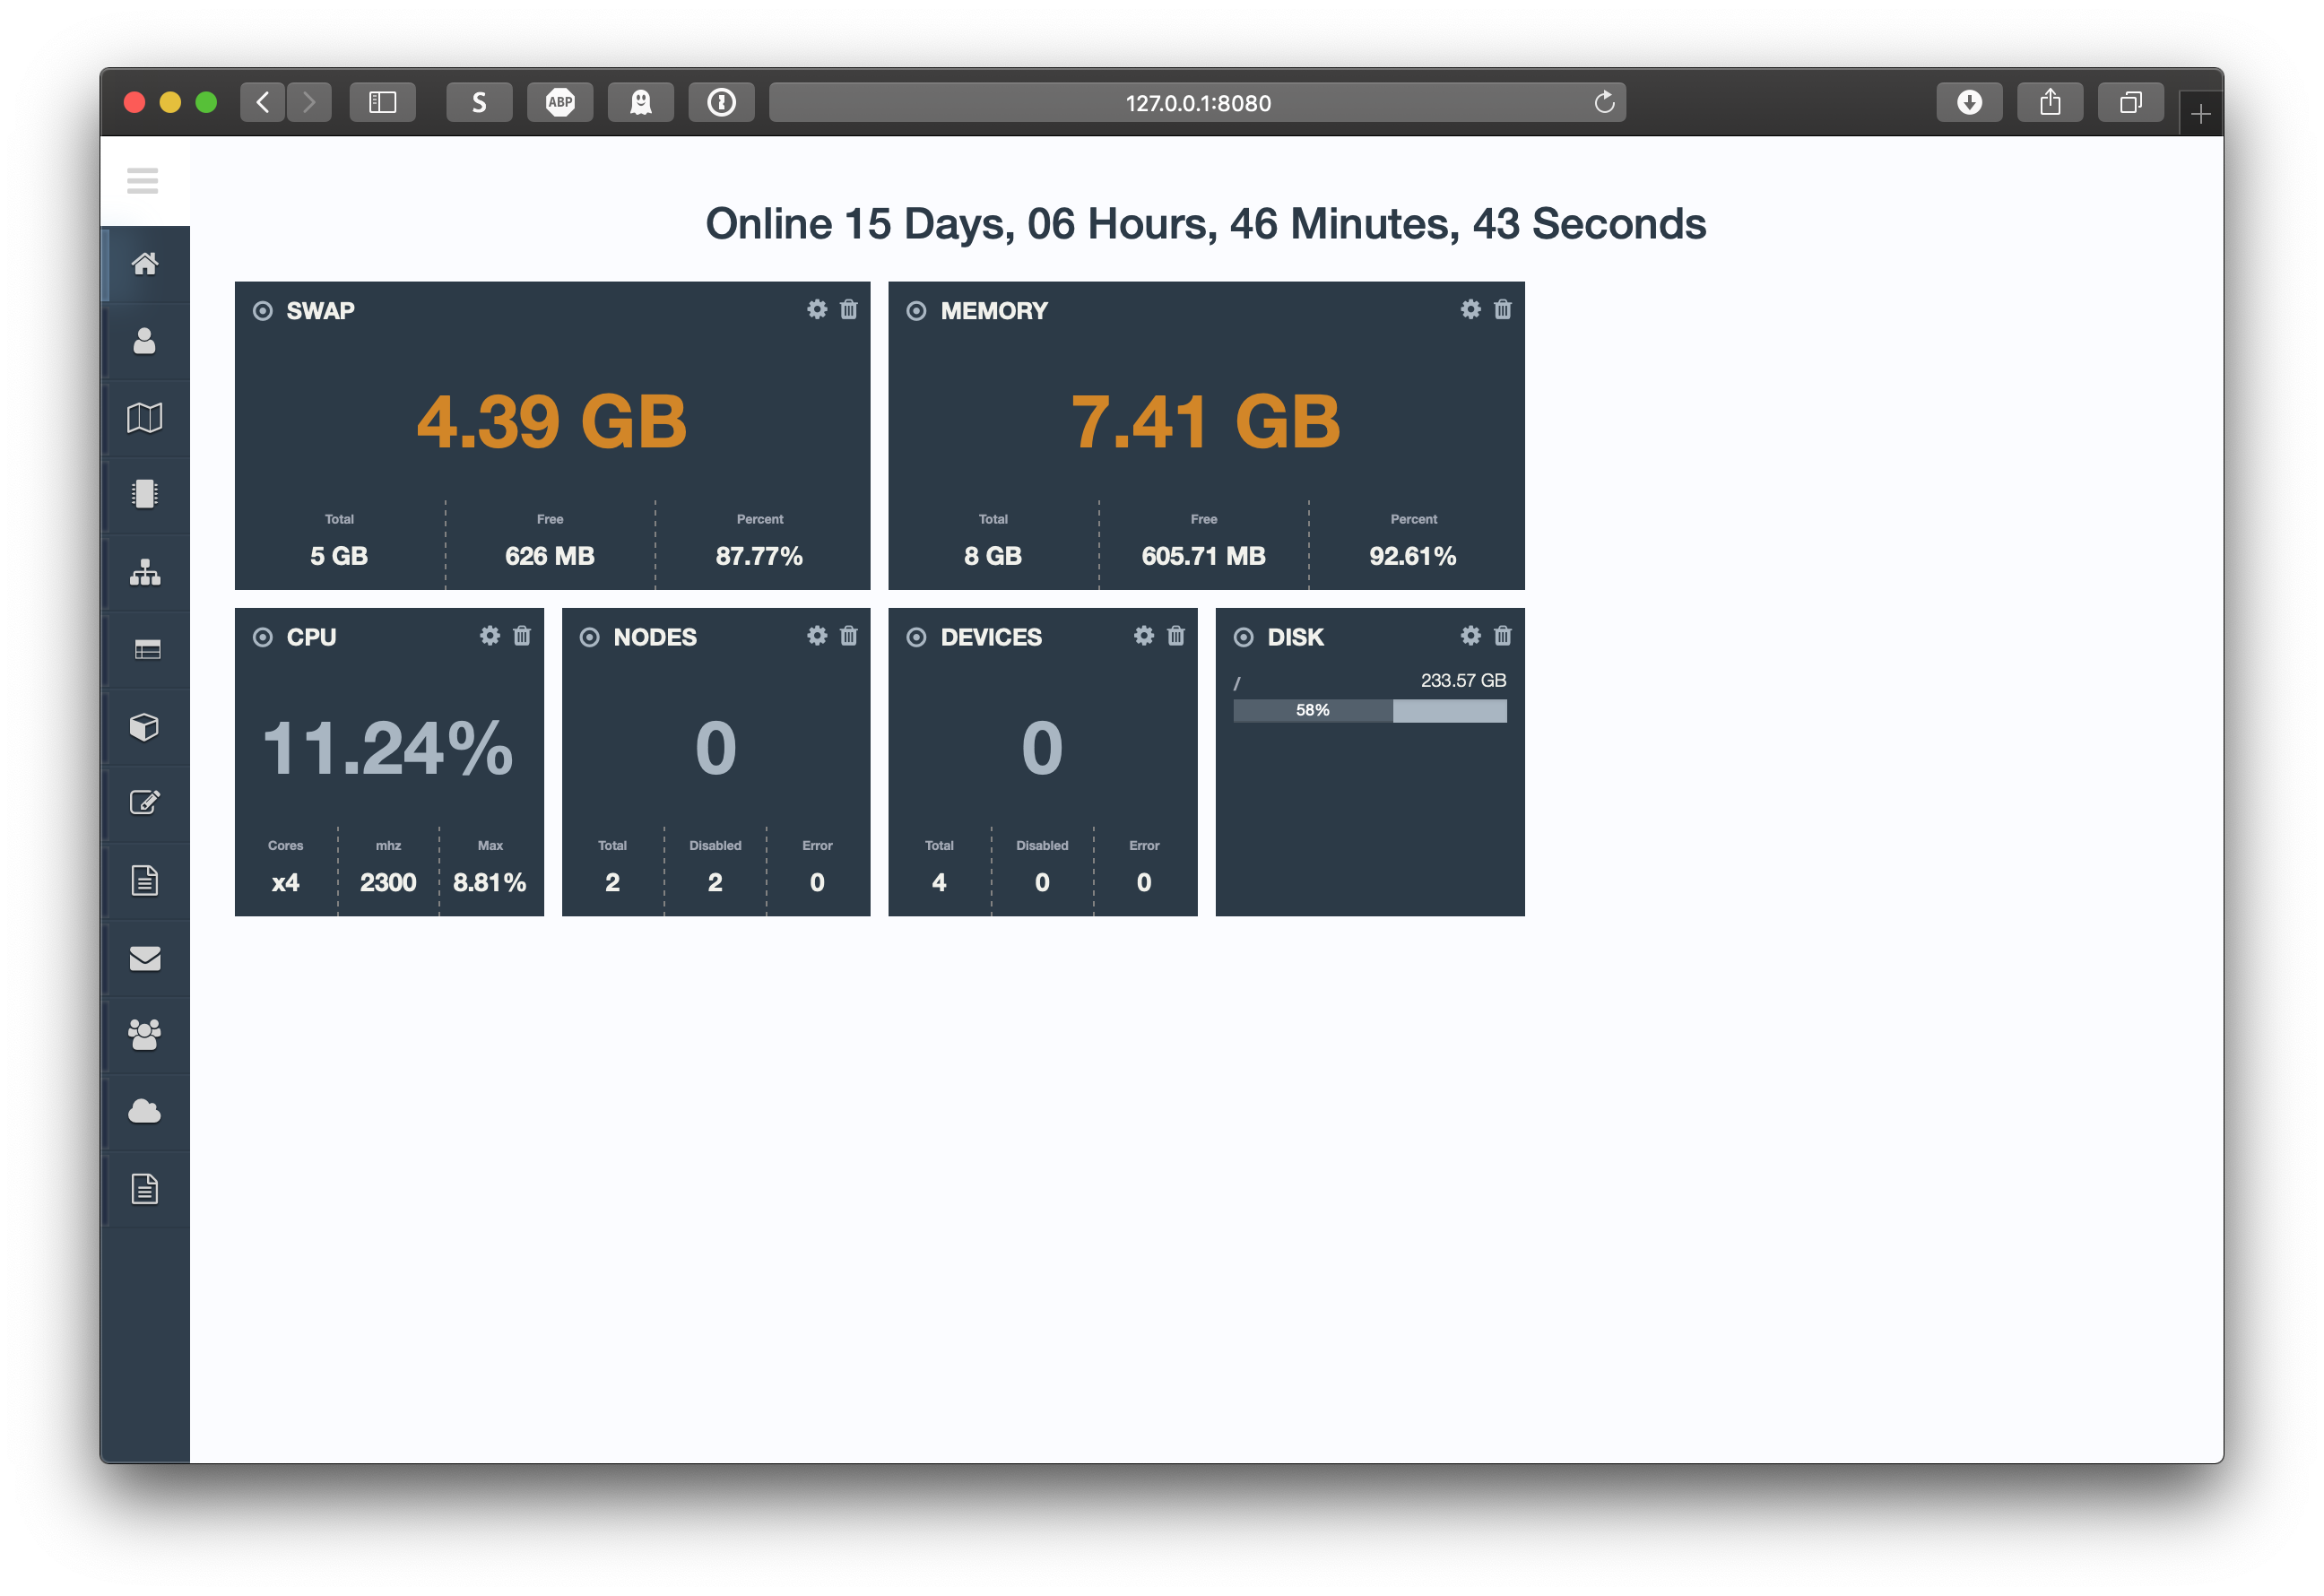 S
ABP
127.0.0.1:8080
Online 15 Days, 06 Hours, 46 Minutes, 43 Seconds
SWAP
4.39 GB
Total Free Percent
5 GB 626 MB 87.77%
MEMORY
7.41 GB
Total Free Percent
8 GB 605.71 MB 92.61%
CPU
11.24%
Cores mhz Max
x4 2300 8.81%
NODES
0
Total Disabled Error
2 2 0
DEVICES
0
Total Disabled Error
4 0 0
DISK
/ 233.57 GB
58%